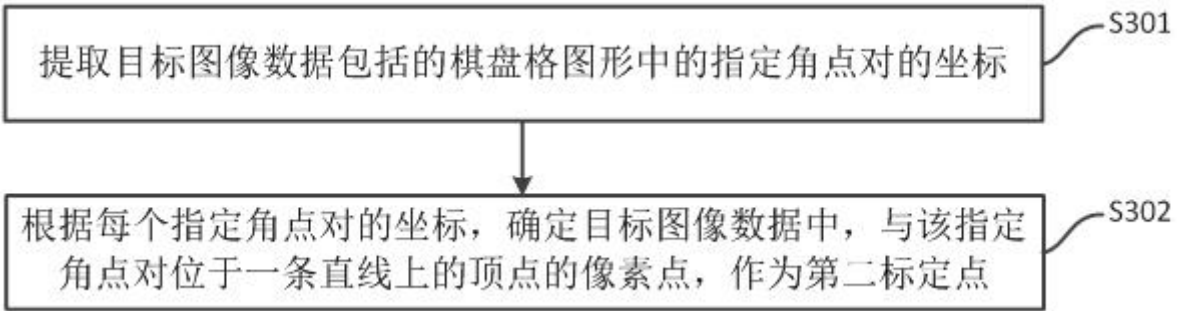 提取目标图像数据包括的棋盘格图形中的指定角点对的坐标
S301
根据每个指定角点对的坐标，确定目标图像数据中，与该指定
角点对位于一条直线上的顶点的像素点，作为第二标定点
S302